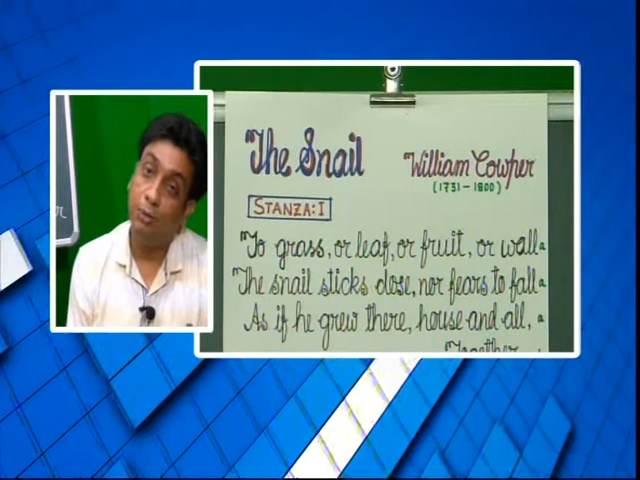 The Snail
William Cowper
(1731-1800)
STANZA: I
To grass, or leaf, or fruit, or wall a
The snail sticks close, nor fears to fall a
As if he grew there, house and all, a
Together